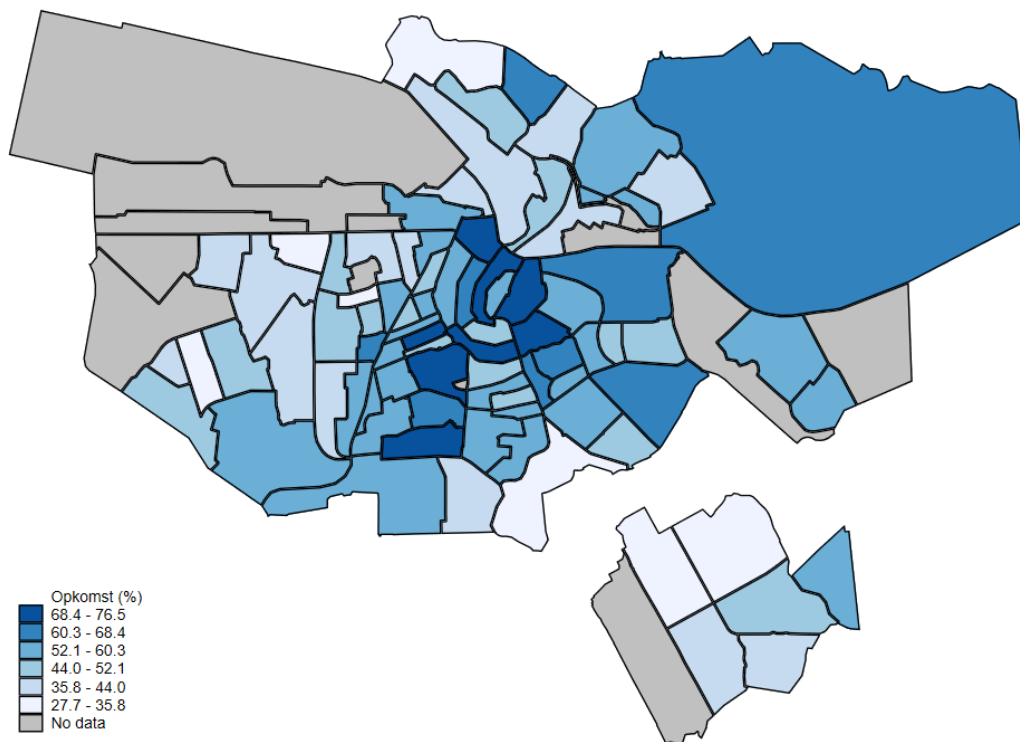 Opkomst (%)
68.4 - 76.5
60.3 - 68.4
52.1 - 60.3
44.0 - 52.1
35.8 - 44.0
27.7 - 35.8
No data